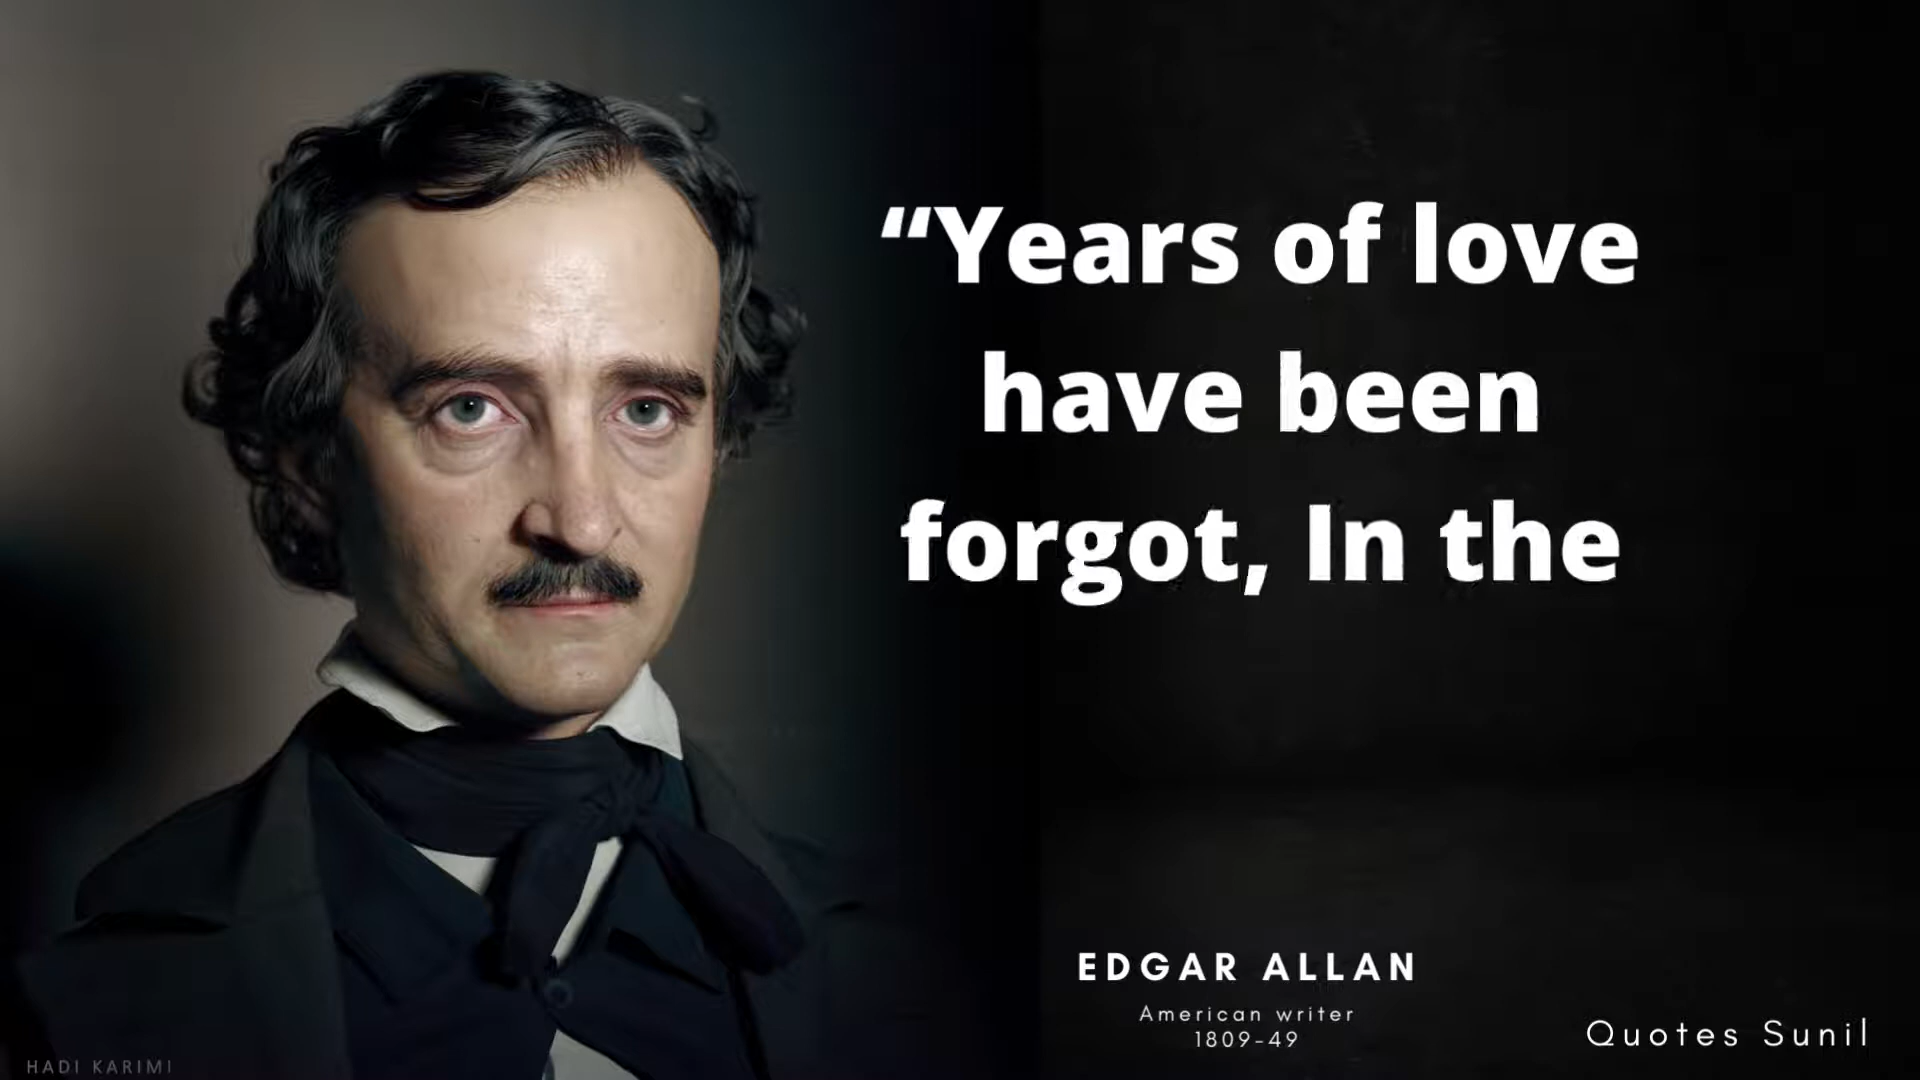 “Years of love
have been
forgot, In the
EDGAR ALLAN
American writer
1809-49
Quotes Sunil
HADI KARIMI